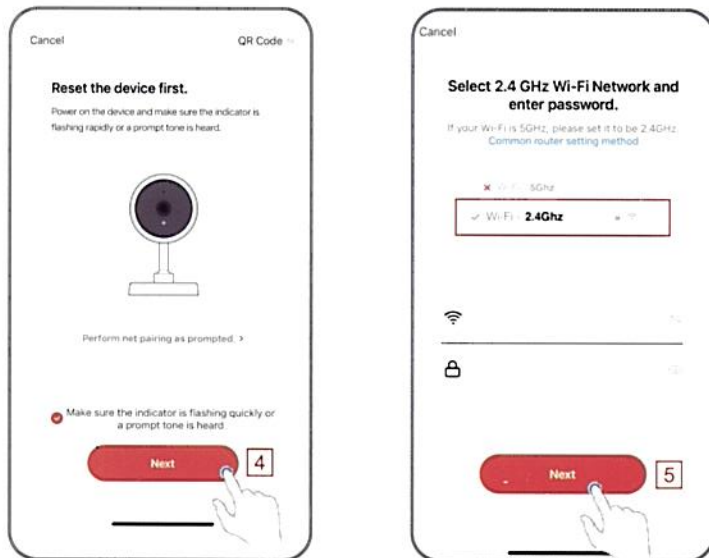 Cancel
QR Code
Reset the device first.
Power on the device and make sure the indicator is
flashing rapidly or a prompt tone is heard.
Perform net pairing as prompted. >
Make sure the indicator is flashing quickly or
a prompt tone is heard
Next
4
Cancel
Select 2.4 GHz Wi-Fi Network and
enter password.
If your Wi-Fi is 5GHz, please set it to be 2.4GHz.
Common router setting method
Wi-Fi - 5Ghz
Wi-Fi - 2.4Ghz
Next
5